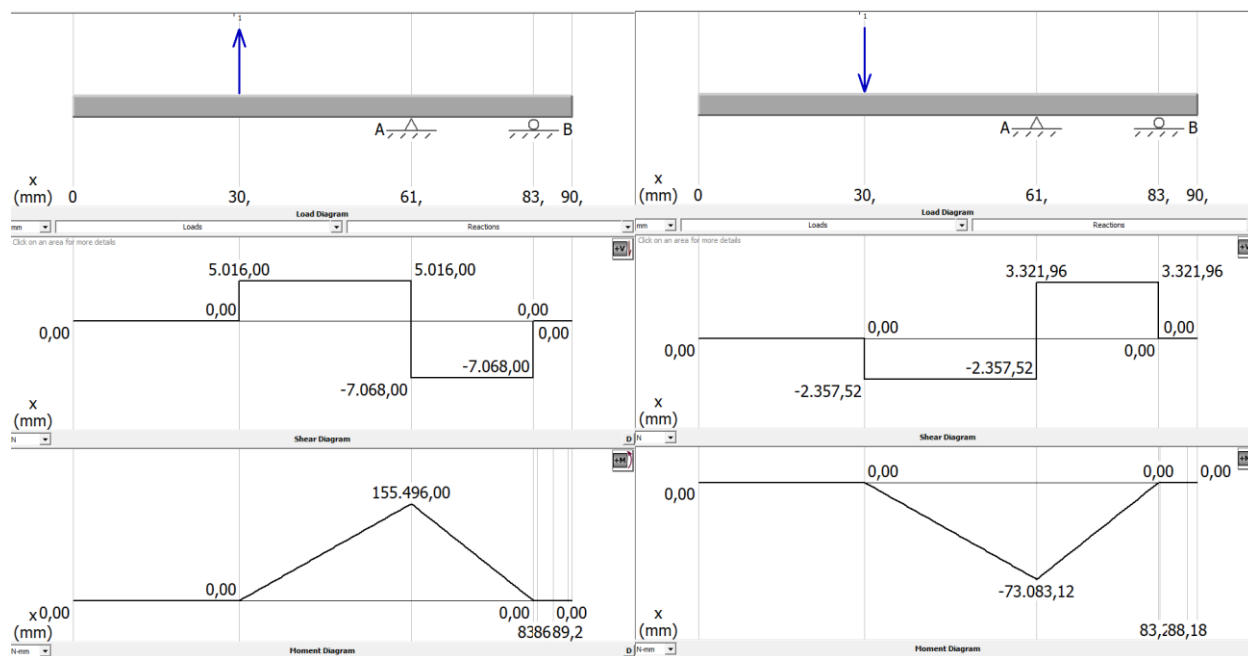 1
A B
x
(mm) 0 30, 61, 83, 90,
Load Diagram
mm Loads Reactions
Click on an area for more details
+V
5.016,00 5.016,00
0,00 0,00
0,00 0,00
-7.068,00
-7.068,00
x
(mm)
N Shear Diagram D
+M
155.496,00
0,00
x 0,00 0,00 0,00
(mm) 838689,2
N-mm Moment Diagram D
1
A B
x
(mm) 0 30, 61, 83, 90,
Load Diagram
mm Loads Reactions
Click on an area for more details
+V
3.321,96 3.321,96
0,00 0,00
0,00 0,00
-2.357,52
-2.357,52
x
(mm)
N Shear Diagram
0,00 0,00 0,00
0,00
-73.083,12
x
(mm) 83,288,18
N-mm Moment Diagram